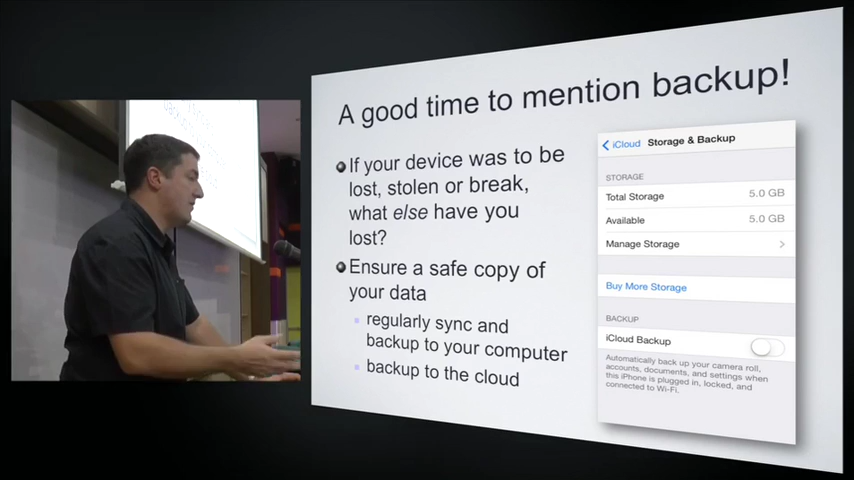 A good time to mention backup!
If your device was to be
lost, stolen or break,
what else have you
lost?
Ensure a safe copy of
your data
regularly sync and
backup to your computer
backup to the cloud
iCloud Storage & Backup
STORAGE
Total Storage 5.0 GB
Available 5.0 GB
Manage Storage
Buy More Storage
BACKUP
iCloud Backup
Automatically back up your camera roll,
accounts, documents, and settings when
this iPhone is plugged in, locked, and
connected to Wi-Fi.